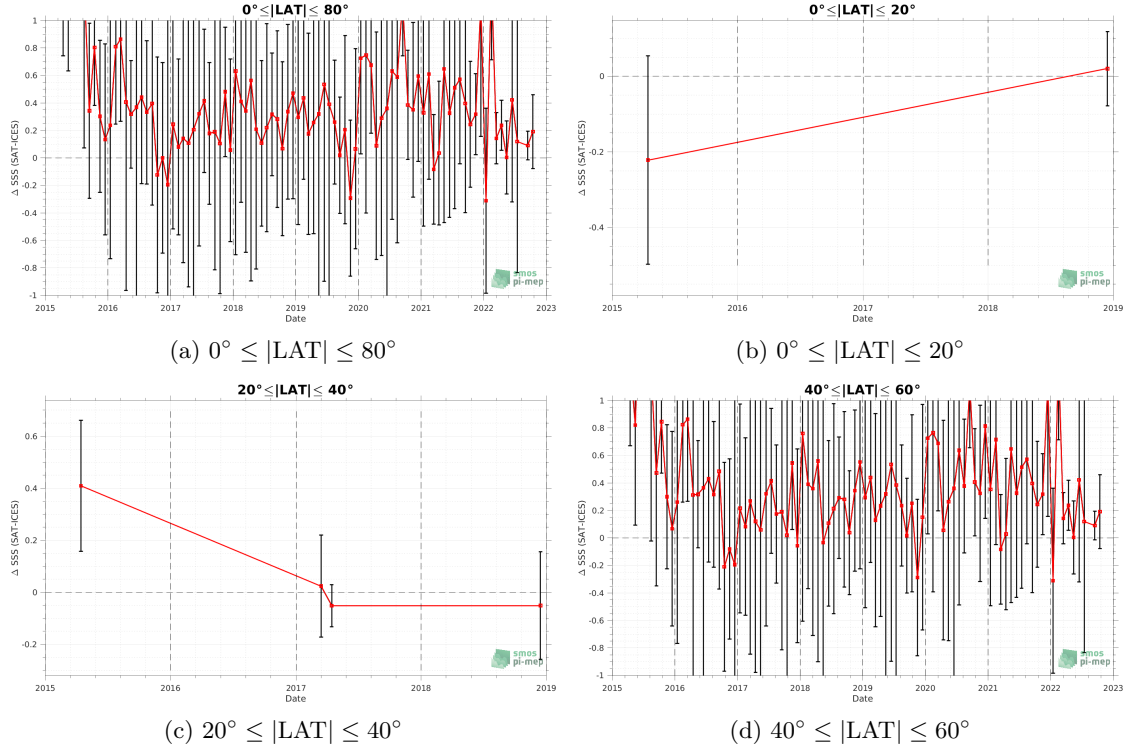 0°≤|LAT|≤ 80°
Δ SSS (SAT-ICES)
1
0.8
0.6
0.4
0.2
0
-0.2
-0.4
-0.6
-0.8
-1
2015 2016 2017 2018 2019 2020 2021 2022 2023
Date
smos
pi-mep
(a) 0° ≤ |LAT| ≤ 80°
0°≤|LAT|≤ 20°
Δ SSS (SAT-ICES)
0
-0.2
-0.4
2015 2016 2017 2018 2019
Date
smos
pi-mep
(b) 0° ≤ |LAT| ≤ 20°
20°≤|LAT|≤ 40°
Δ SSS (SAT-ICES)
0.6
0.4
0.2
0
-0.2
2015 2016 2017 2018 2019
Date
smos
pi-mep
(c) 20° ≤ |LAT| ≤ 40°
40°≤|LAT|≤ 60°
Δ SSS (SAT-ICES)
1
0.8
0.6
0.4
0.2
0
-0.2
-0.4
-0.6
-0.8
-1
2015 2016 2017 2018 2019 2020 2021 2022 2023
Date
smos
pi-mep
(d) 40° ≤ |LAT| ≤ 60°